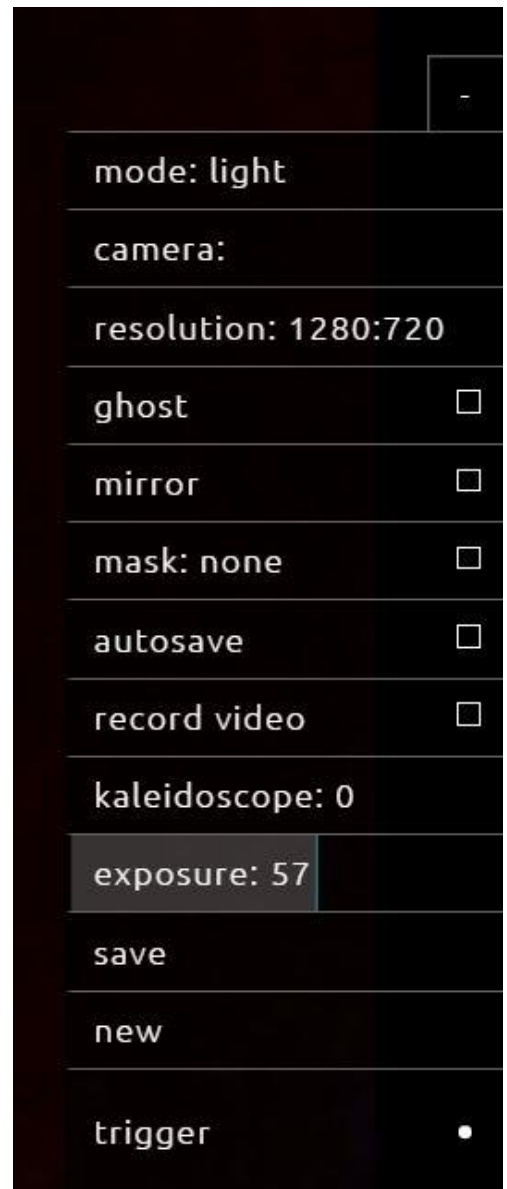 -
mode: light
camera:
resolution: 1280:720
ghost
mirror
mask: none
autosave
record video
kaleidoscope: 0
exposure: 57
save
new
trigger